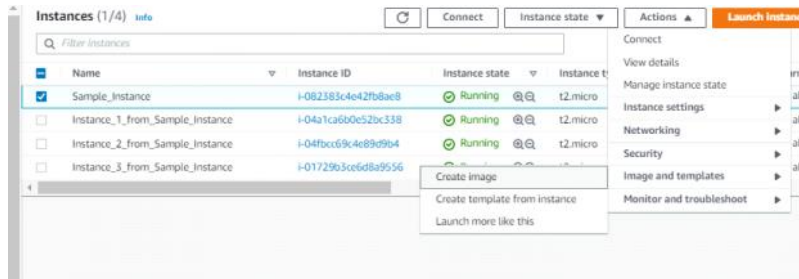 Instances (1/4) Info
Connect
Instance state
Actions
Launch instanc
Filter instances
Name
Instance ID
Instance state
Instance t
Sample_Instance
i-082383c4e42fb8ae8
Running
t2.micro
Instance_1_from_Sample_Instance
i-04a1ca6b0e52bc338
Running
t2.micro
Instance_2_from_Sample_Instance
i-04fbcc69c4e89d9b4
Running
t2.micro
Instance_3_from_Sample_Instance
i-01729b3ce6d8a9556
Connect
View details
Manage instance state
Instance settings
Networking
Security
Image and templates
Monitor and troubleshoot
Create image
Create template from instance
Launch more like this